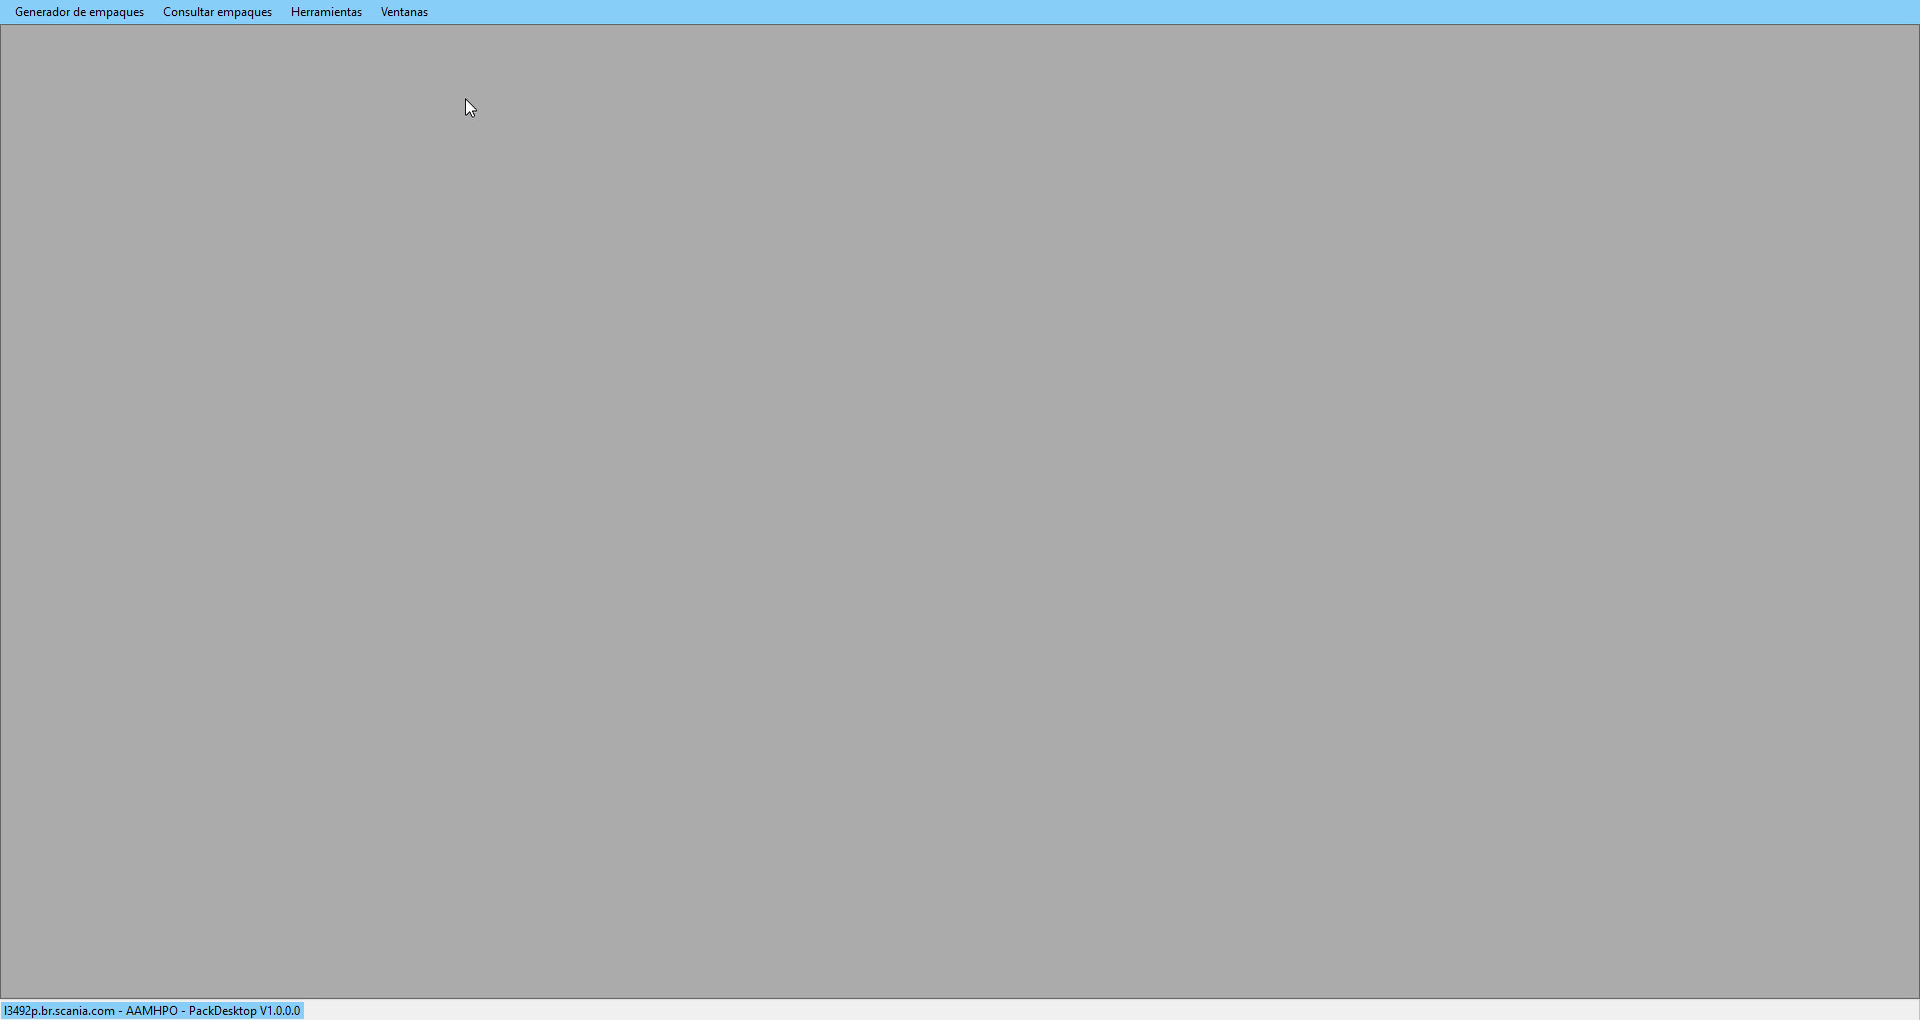 Generador de empaques Consultar empaques Herramientas Ventanas
l3492p.br.scania.com - AAMHPO - PackDesktop V1.0.0.0